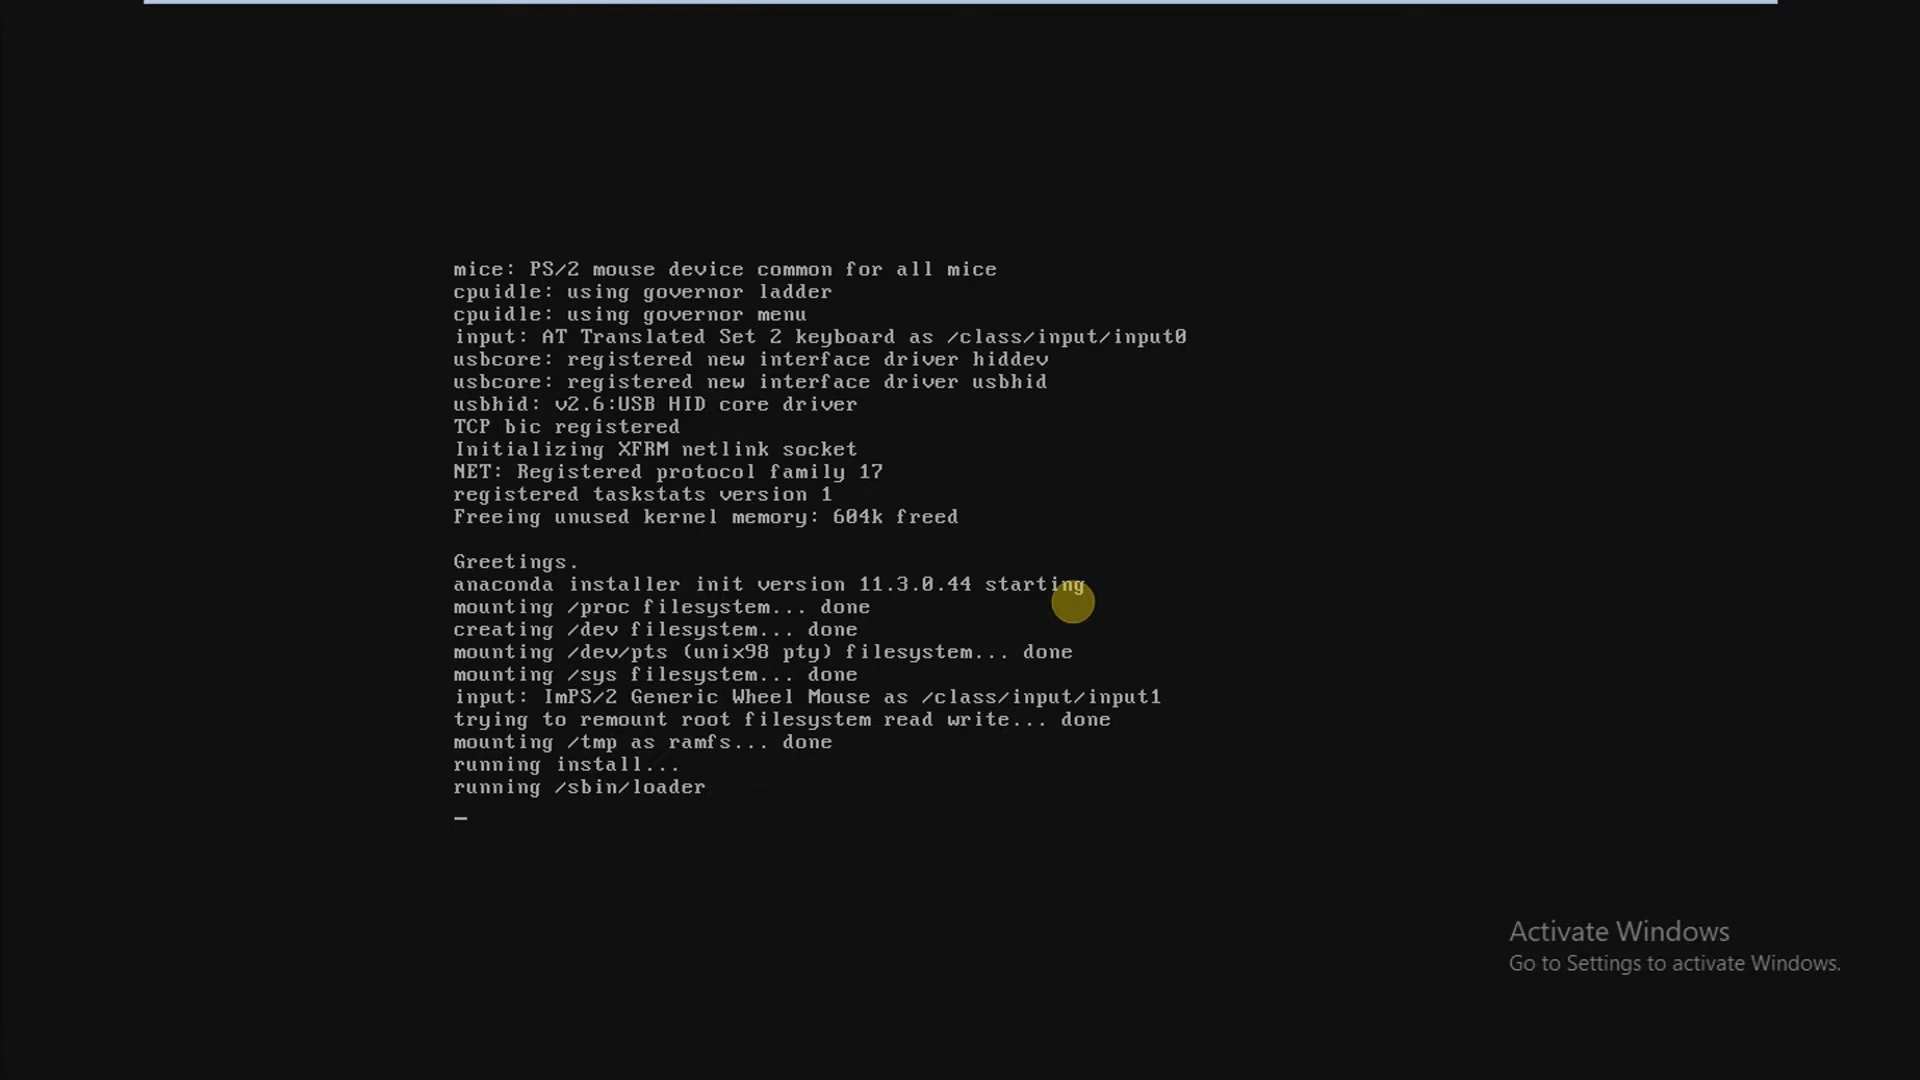 mice: PS/2 mouse device common for all mice
cpuidle: using governor ladder
cpuidle: using governor menu
input: AT Translated Set 2 keyboard as /class/input/input0
usbcore: registered new interface driver hiddev
usbcore: registered new interface driver usbhid
usbhid: v2.6:USB HID core driver
TCP bic registered
Initializing XFRM netlink socket
NET: Registered protocol family 17
registered taskstats version 1
Freeing unused kernel memory: 604k freed
Greetings.
anaconda installer init version 11.3.0.44 starting
mounting /proc filesystem... done
creating /dev filesystem... done
mounting /dev/pts (unix98 pty) filesystem... done
mounting /sys filesystem... done
input: ImPS/2 Generic Wheel Mouse as /class/input/input1
trying to remount root filesystem read write... done
mounting /tmp as ramfs... done
running install...
running /sbin/loader
_
Activate Windows
Go to Settings to activate Windows.